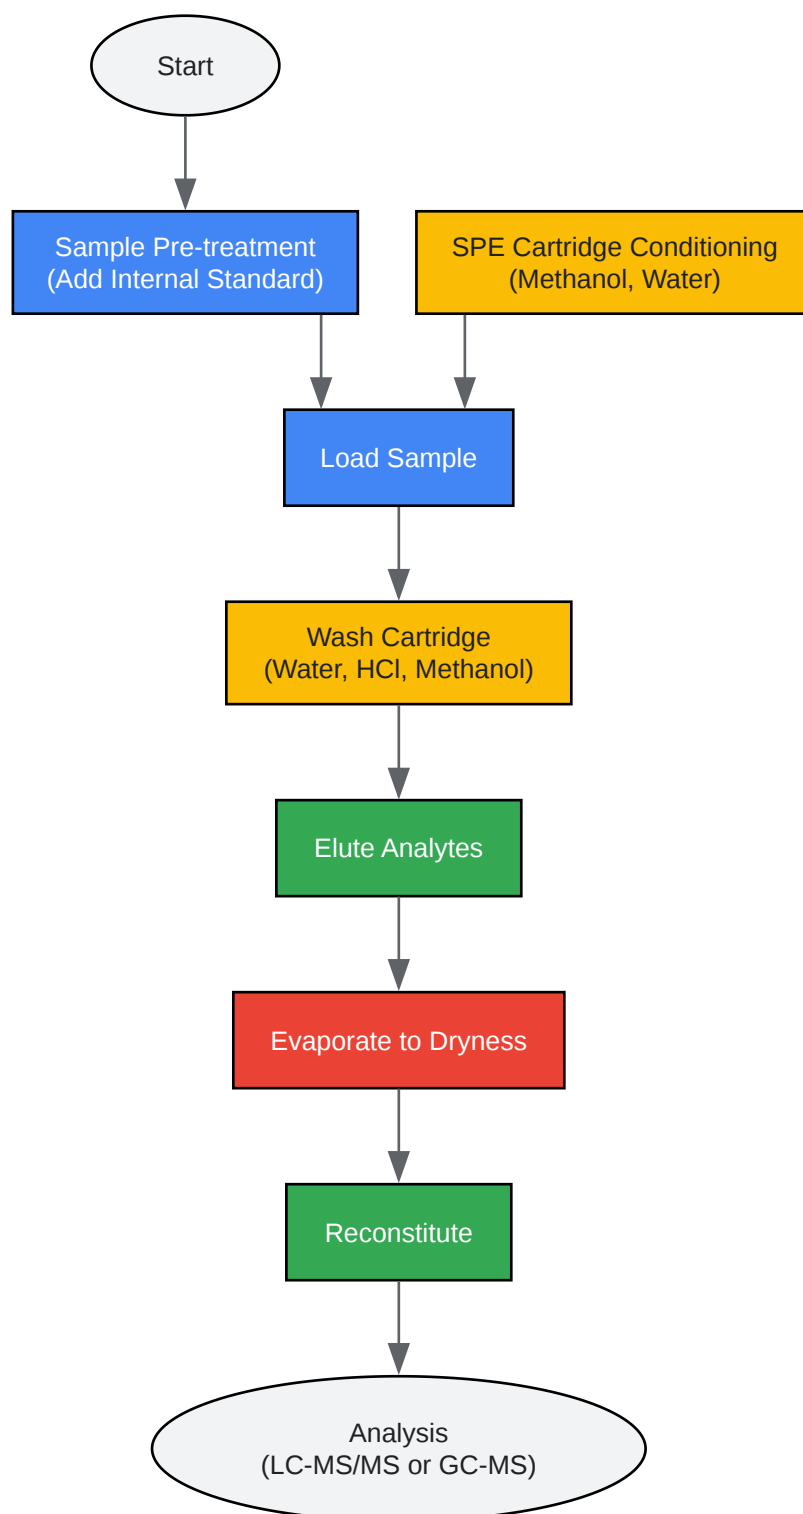 Start
Sample Pre-treatment
(Add Internal Standard)
SPE Cartridge Conditioning
(Methanol, Water)
Load Sample
Wash Cartridge
(Water, HCl, Methanol)
Elute Analytes
Evaporate to Dryness
Reconstitute
Analysis
(LC-MS/MS or GC-MS)